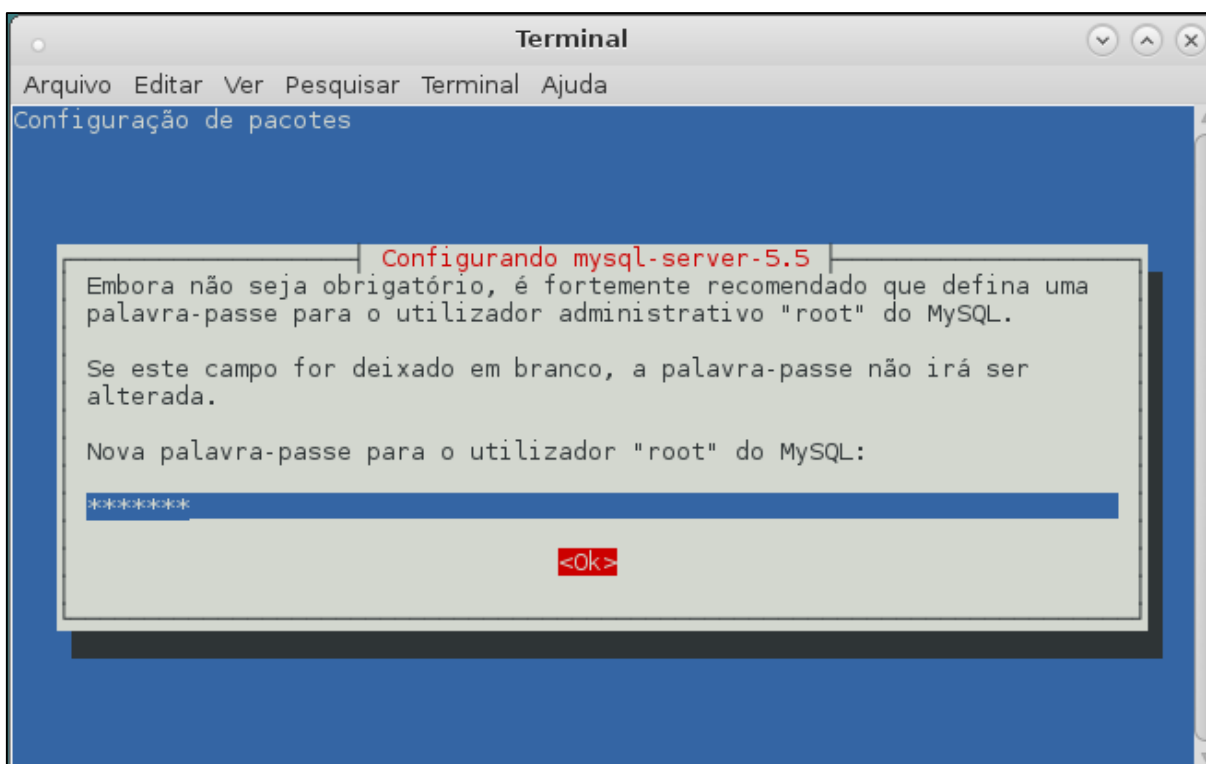 Terminal
Arquivo Editar Ver Pesquisar Terminal Ajuda
Configuração de pacotes
Configurando mysql-server-5.5
Embora não seja obrigatório, é fortemente recomendado que defina uma
palavra-passe para o utilizador administrativo "root" do MySQL.
Se este campo for deixado em branco, a palavra-passe não irá ser
alterada.
Nova palavra-passe para o utilizador "root" do MySQL:
*******
<Ok>